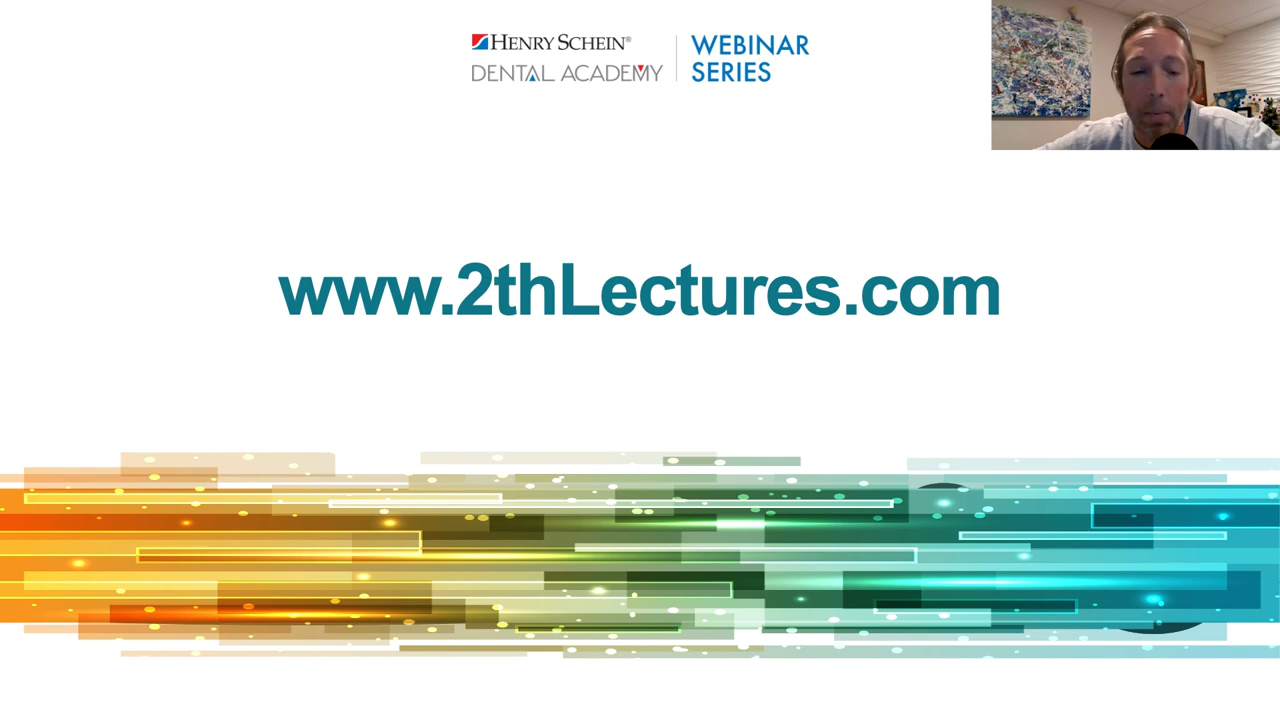 HENRY SCHEIN®
DENTAL ACADEMY
WEBINAR
SERIES
www.2thLectures.com